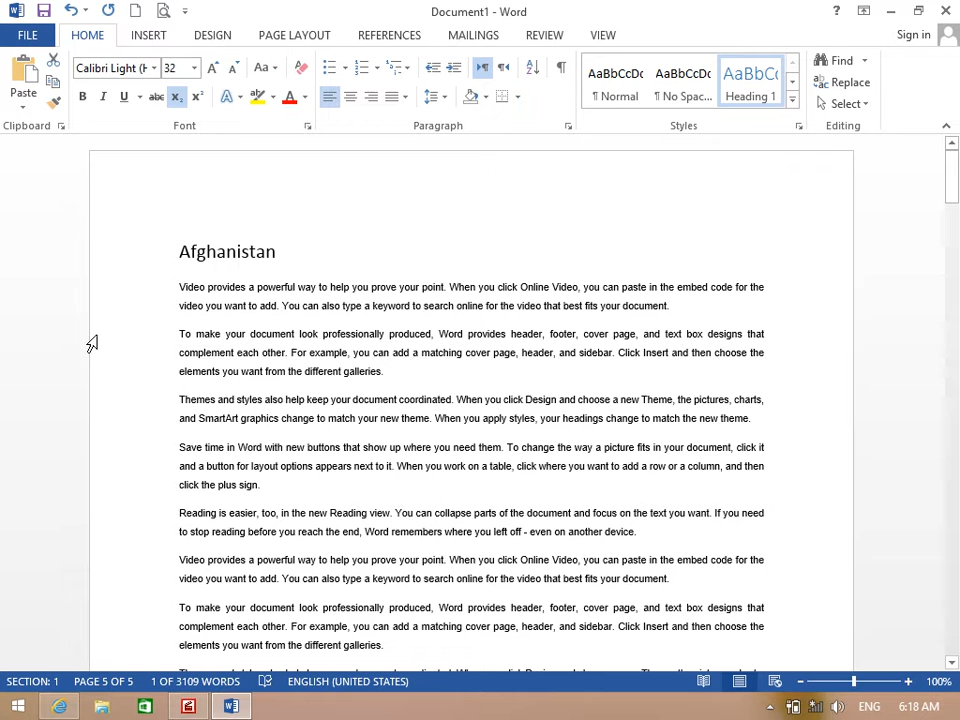 Document1 - Word
Sign in
FILE
HOME
INSERT
DESIGN
PAGE LAYOUT
REFERENCES
MAILINGS
REVIEW
VIEW
Paste
Calibri Light (H
32
Aa
B I U abc x₂ x²
A
AaBbCcDc
AaBbCcDc
AaBbCc
¶ Normal
¶ No Spac...
Heading 1
Find
Replace
Select
Clipboard
Font
Paragraph
Styles
Editing
Afghanistan
Video provides a powerful way to help you prove your point. When you click Online Video, you can paste in the embed code for the
video you want to add. You can also type a keyword to search online for the video that best fits your document.
To make your document look professionally produced, Word provides header, footer, cover page, and text box designs that
complement each other. For example, you can add a matching cover page, header, and sidebar. Click Insert and then choose the
elements you want from the different galleries.
Themes and styles also help keep your document coordinated. When you click Design and choose a new Theme, the pictures, charts,
and SmartArt graphics change to match your new theme. When you apply styles, your headings change to match the new theme.
Save time in Word with new buttons that show up where you need them. To change the way a picture fits in your document, click it
and a button for layout options appears next to it. When you work on a table, click where you want to add a row or a column, and then
click the plus sign.
Reading is easier, too, in the new Reading view. You can collapse parts of the document and focus on the text you want. If you need
to stop reading before you reach the end, Word remembers where you left off - even on another device.
Video provides a powerful way to help you prove your point. When you click Online Video, you can paste in the embed code for the
video you want to add. You can also type a keyword to search online for the video that best fits your document.
To make your document look professionally produced, Word provides header, footer, cover page, and text box designs that
complement each other. For example, you can add a matching cover page, header, and sidebar. Click Insert and then choose the
elements you want from the different galleries.
SECTION: 1
PAGE 5 OF 5
1 OF 3109 WORDS
ENGLISH (UNITED STATES)
100%
ENG
6:18 AM